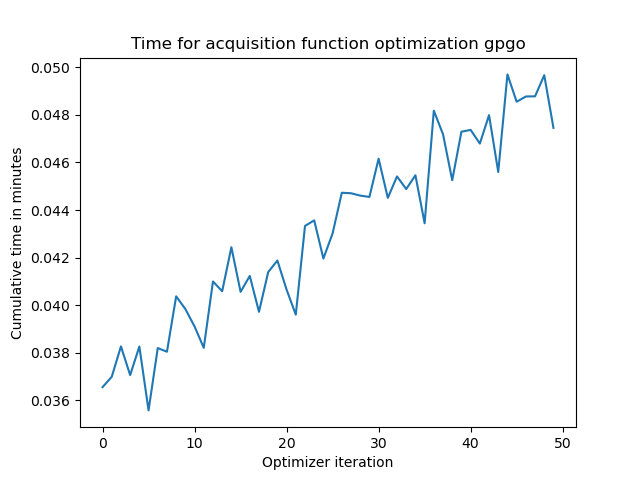 Time for acquisition function optimization gpgo
0.050
0.048
0.046
0.044
0.042
0.040
0.038
0.036
Cumulative time in minutes
0 10 20 30 40 50
Optimizer iteration